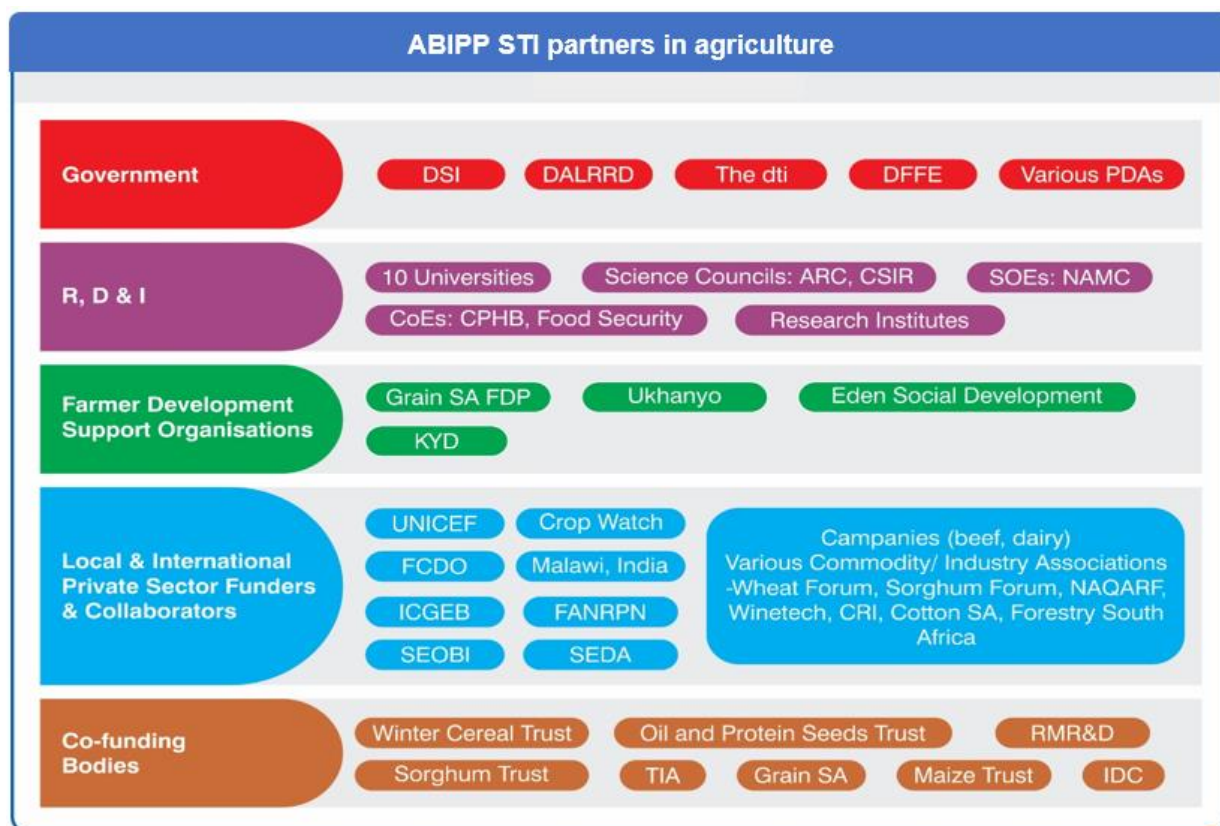 ABIPP STI partners in agriculture
Government
DSI
DALRRD
The dti
DFFE
Various PDAs
R, D & I
10 Universities
Science Councils: ARC, CSIR
SOEs: NAMC
CoEs: CPHB, Food Security
Research Institutes
Farmer Development
Support Organisations
Grain SA FDP
Ukhanyo
Eden Social Development
KYD
Local & International
Private Sector Funders
& Collaborators
UNICEF
Crop Watch
FCDO
Malawi, India
ICGEB
FANRPN
SEOBI
SEDA
Campanies (beef, dairy)
Various Commodity/ Industry Associations
-Wheat Forum, Sorghum Forum, NAQARF,
Winetech, CRI, Cotton SA, Forestry South
Africa
Co-funding
Bodies
Winter Cereal Trust
Oil and Protein Seeds Trust
RMR&D
Sorghum Trust
TIA
Grain SA
Maize Trust
IDC